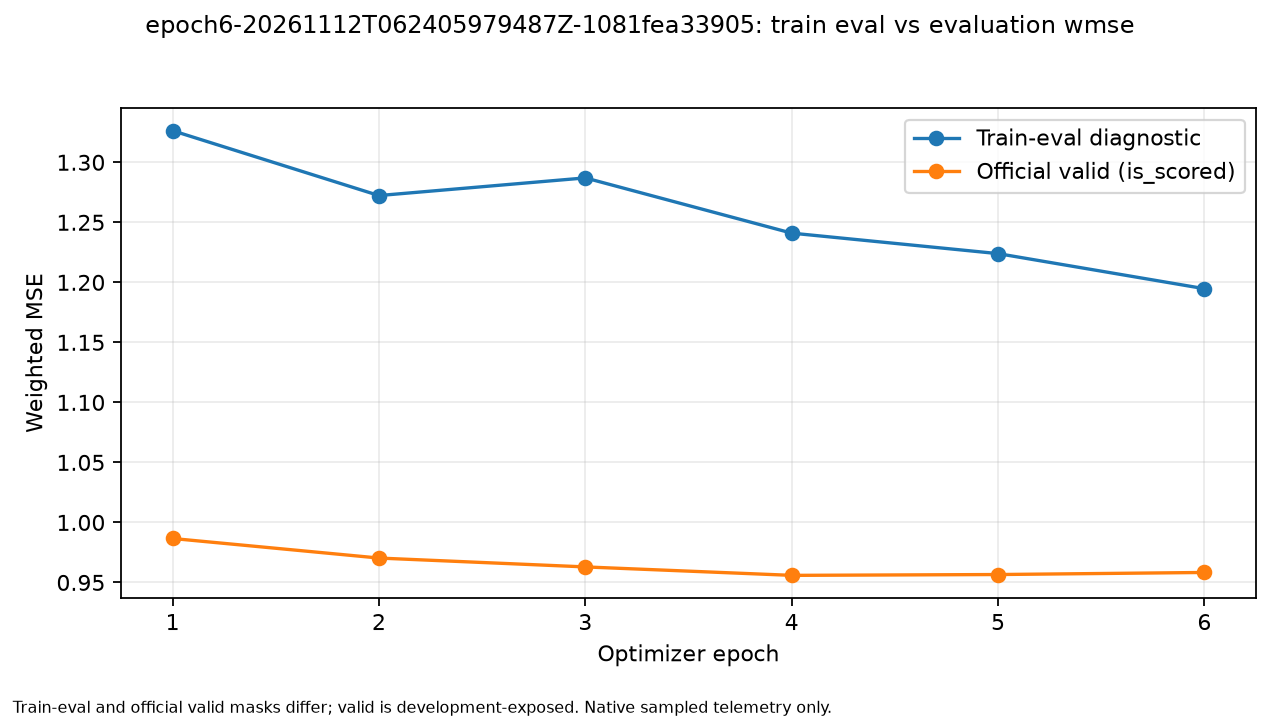 epoch6-20261112T062405979487Z-1081fea33905: train eval vs evaluation wmse
Train-eval diagnostic
Official valid (is_scored)
Weighted MSE
1.30
1.25
1.20
1.15
1.10
1.05
1.00
0.95
1 2 3 4 5 6
Optimizer epoch
Train-eval and official valid masks differ; valid is development-exposed. Native sampled telemetry only.